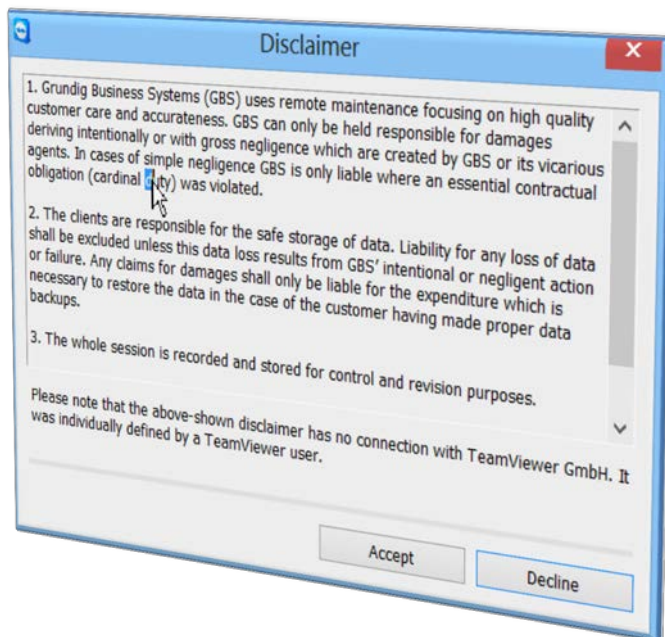 Disclaimer
1. Grundig Business Systems (GBS) uses remote maintenance focusing on high quality
customer care and accurateness. GBS can only be held responsible for damages
deriving intentionally or with gross negligence which are created by GBS or its vicarious
agents. In cases of simple negligence GBS is only liable where an essential contractual
obligation (cardinal duty) was violated.
2. The clients are responsible for the safe storage of data. Liability for any loss of data
shall be excluded unless this data loss results from GBS' intentional or negligent action
or failure. Any claims for damages shall only be liable for the expenditure which is
necessary to restore the data in the case of the customer having made proper data
backups.
3. The whole session is recorded and stored for control and revision purposes.
Please note that the above-shown disclaimer has no connection with TeamViewer GmbH. It
was individually defined by a TeamViewer user.
Accept
Decline